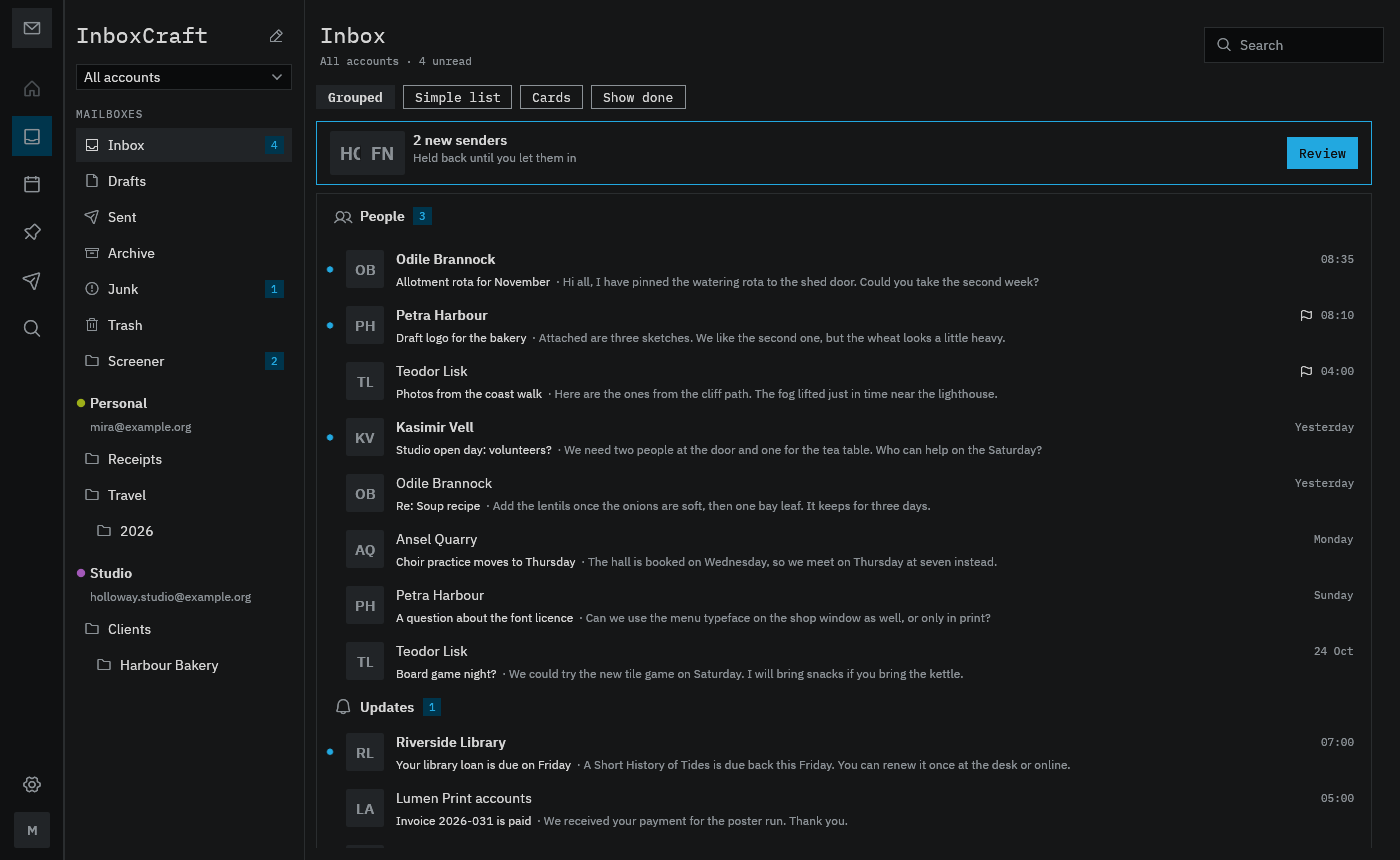 InboxCraft
All accounts
MAILBOXES
Inbox 4
Drafts
Sent
Archive
Junk 1
Trash
Screener 2
Personal
mira@example.org
Receipts
Travel
2026
Studio
holloway.studio@example.org
Clients
Harbour Bakery
M
Inbox
All accounts · 4 unread
Search
Grouped Simple list Cards Show done
FN
2 new senders
Held back until you let them in
Review
People 3
OB
Odile Brannock 08:35
Allotment rota for November · Hi all, I have pinned the watering rota to the shed door. Could you take the second week?
PH
Petra Harbour 08:10
Draft logo for the bakery · Attached are three sketches. We like the second one, but the wheat looks a little heavy.
TL
Teodor Lisk 04:00
Photos from the coast walk · Here are the ones from the cliff path. The fog lifted just in time near the lighthouse.
KV
Kasimir Vell Yesterday
Studio open day: volunteers? · We need two people at the door and one for the tea table. Who can help on the Saturday?
OB
Odile Brannock Yesterday
Re: Soup recipe · Add the lentils once the onions are soft, then one bay leaf. It keeps for three days.
AQ
Ansel Quarry Monday
Choir practice moves to Thursday · The hall is booked on Wednesday, so we meet on Thursday at seven instead.
PH
Petra Harbour Sunday
A question about the font licence · Can we use the menu typeface on the shop window as well, or only in print?
TL
Teodor Lisk 24 Oct
Board game night? · We could try the new tile game on Saturday. I will bring snacks if you bring the kettle.
Updates 1
RL
Riverside Library 07:00
Your library loan is due on Friday · A Short History of Tides is due back this Friday. You can renew it once at the desk or online.
LA
Lumen Print accounts 05:00
Invoice 2026-031 is paid · We received your payment for the poster run. Thank you.